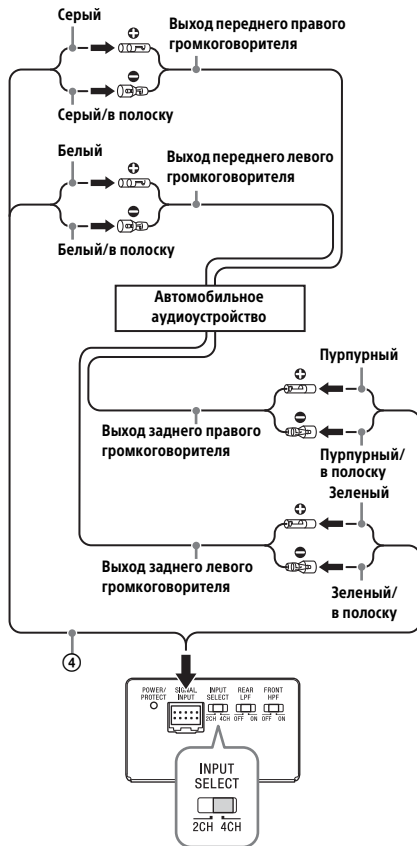 Серый
Выход переднего правого
громкоговорителя
Серый/в полоску
Белый
Выход переднего левого
громкоговорителя
Белый/в полоску
Автомобильное
аудиоустройство
Пурпурный
Выход заднего правого
громкоговорителя
Пурпурный/
в полоску
Зеленый
Выход заднего левого
громкоговорителя
Зеленый/
в полоску
4
POWER/
PROTECT
SIGNAL
INPUT
INPUT
SELECT
REAR
LPF
FRONT
HPF
2CH 4CH
OFF ON
OFF ON
INPUT
SELECT
2CH 4CH